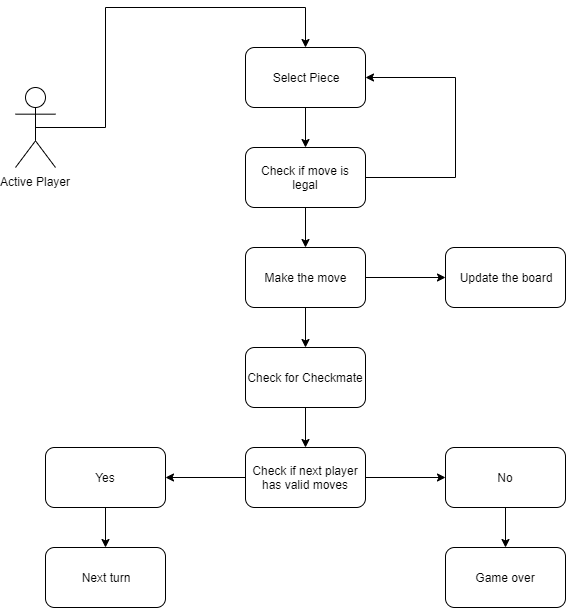 Select Piece
Active Player
Check if move is
legal
Make the move
Update the board
Check for Checkmate
Yes
Check if next player
has valid moves
No
Next turn
Game over